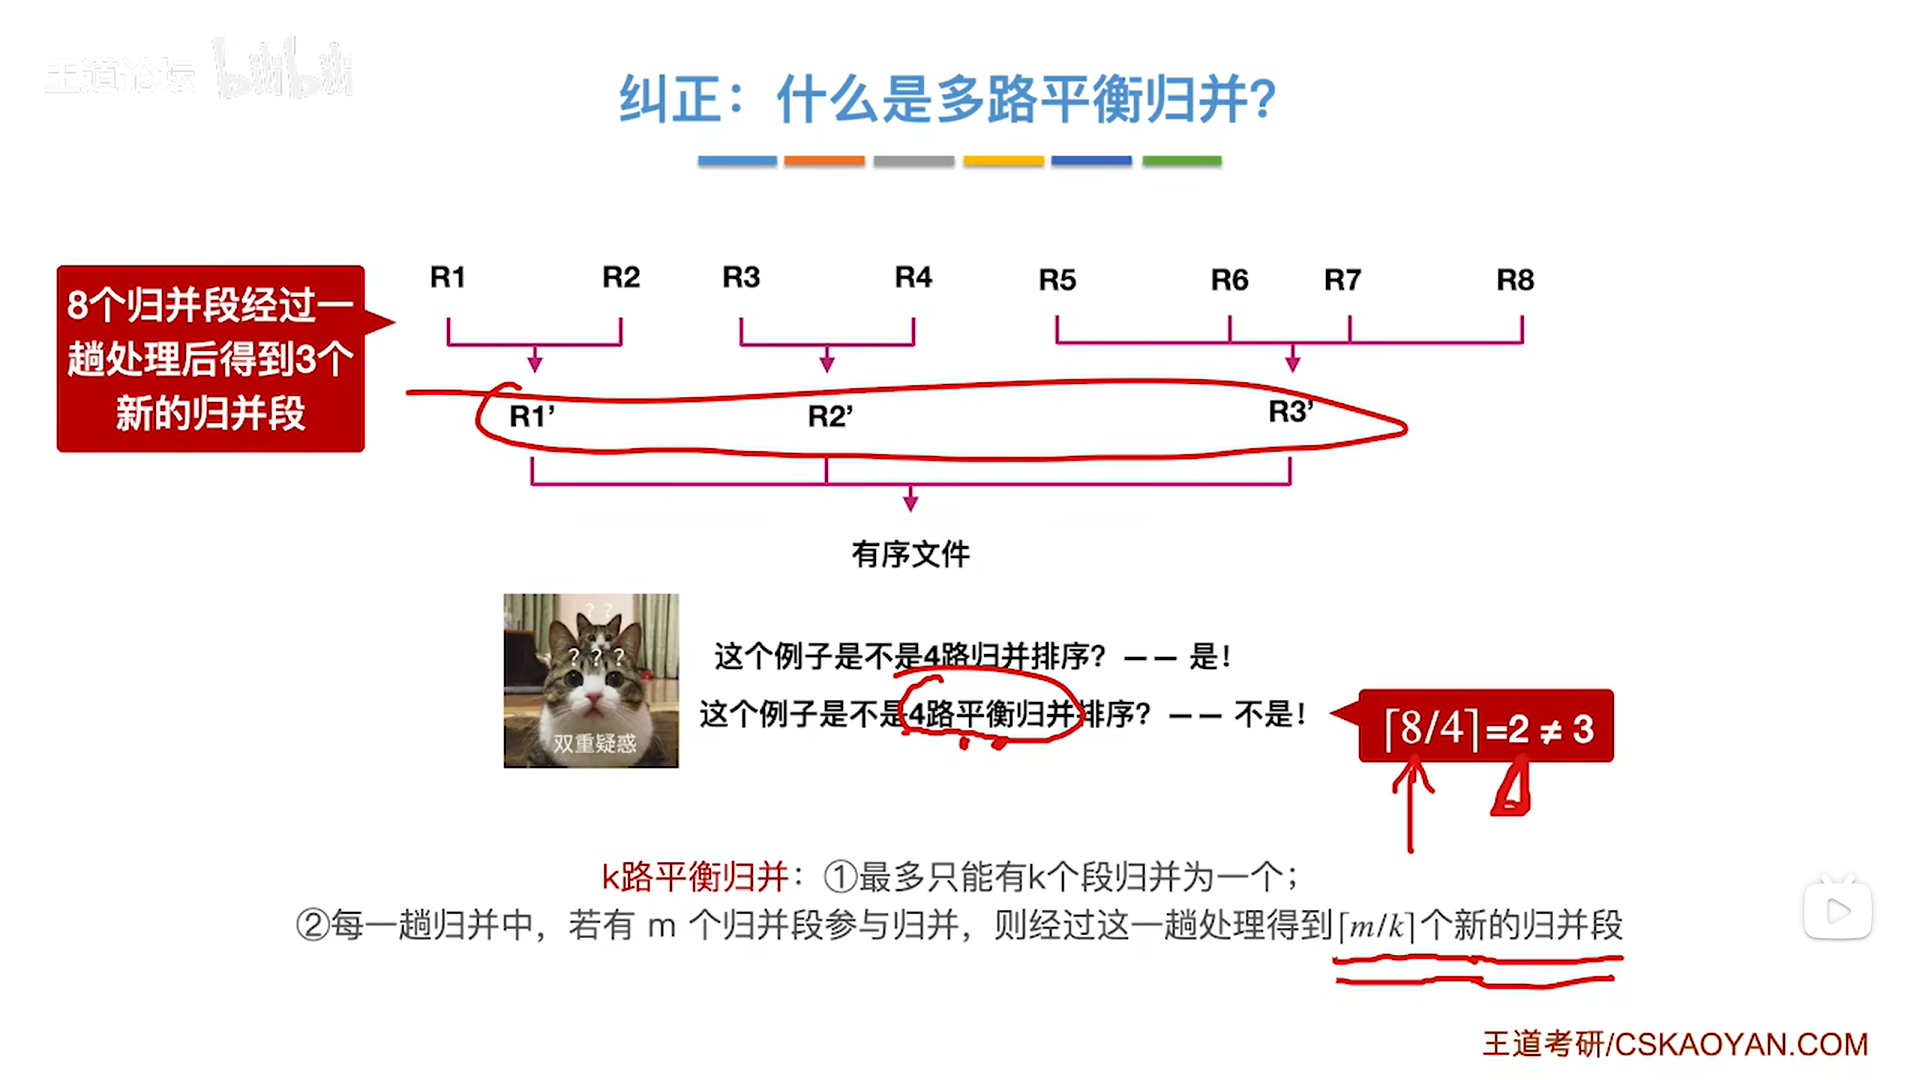 王道论坛 bilibili
纠正：什么是多路平衡归并？
8个归并段经过一
趟处理后得到3个
新的归并段
R1 R2 R3 R4 R5 R6 R7 R8
R1’ R2’ R3’
有序文件
？？
？？？
双重疑惑
这个例子是不是4路归并排序？—— 是！
这个例子是不是4路平衡归并排序？—— 不是！
⌈8/4⌉=2 ≠ 3
k路平衡归并：①最多只能有k个段归并为一个；
②每一趟归并中，若有 m 个归并段参与归并，则经过这一趟处理得到⌈m/k⌉个新的归并段
王道考研/CSKAOYAN.COM